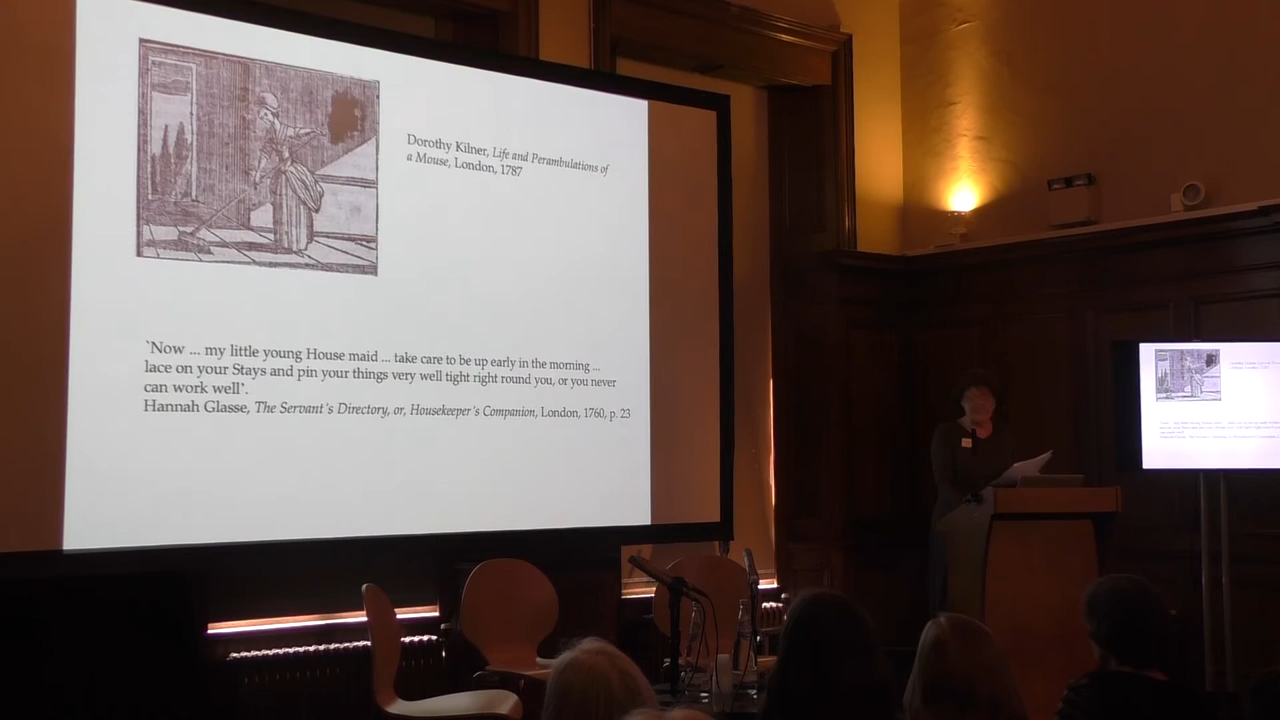 Dorothy Kilner, Life and Perambulations of
a Mouse, London, 1787
`Now ... my little young House maid ... take care to be up early in the morning ...
lace on your Stays and pin your things very well tight right round you, or you never
can work well'.
Hannah Glasse, The Servant's Directory, or, Housekeeper's Companion, London, 1760, p. 23